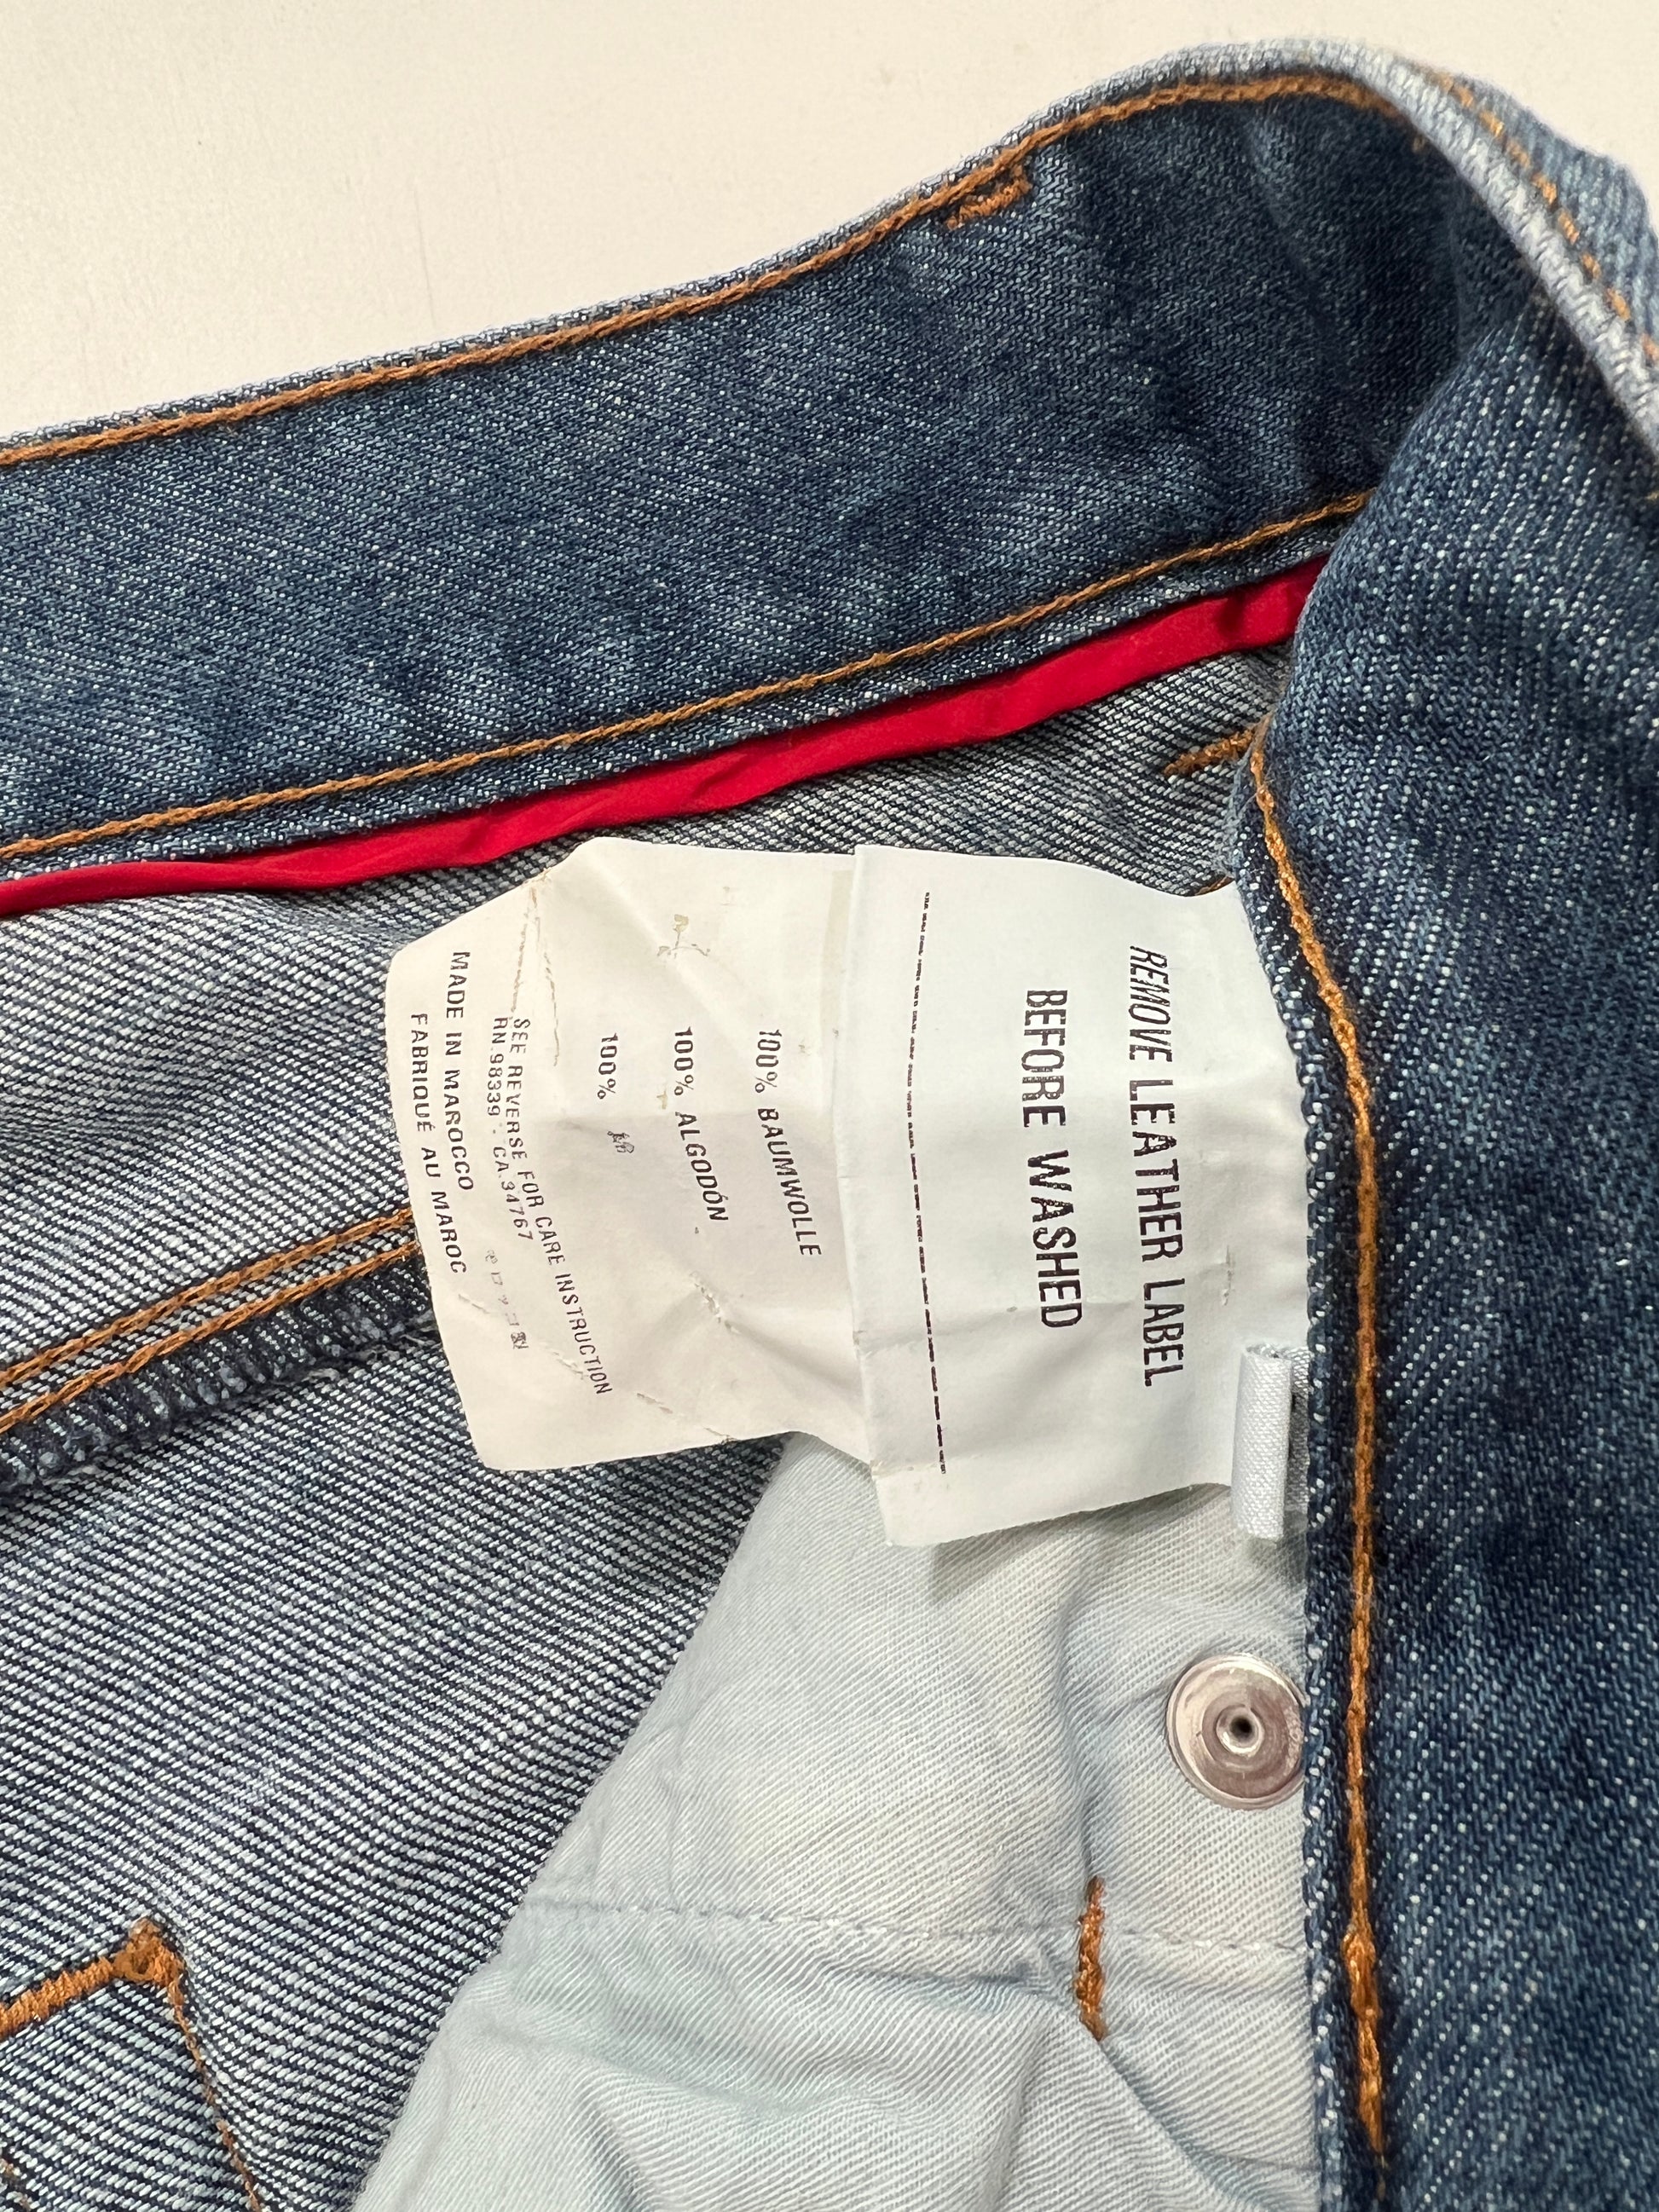 REMOVE LEATHER LABEL
BEFORE WASHED
100% BAUMWOLLE
100% ALGODÓN
100%
SEE REVERSE FOR CARE INSTRUCTION
RN.98339 - CA.34767
MADE IN MAROCCO
FABRIQUÉ AU MAROC